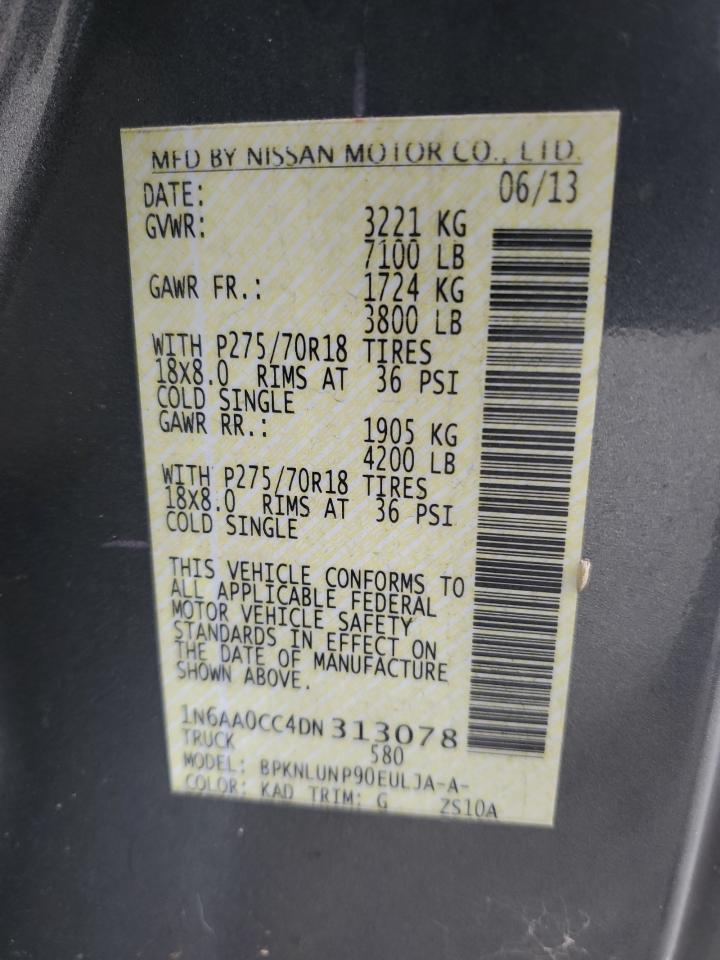 MFD BY NISSAN MOTOR CO., LTD.
DATE: 06/13
GVWR: 3221 KG
7100 LB
GAWR FR.: 1724 KG
3800 LB
WITH P275/70R18 TIRES
18X8.0 RIMS AT 36 PSI
COLD SINGLE
GAWR RR.: 1905 KG
4200 LB
WITH P275/70R18 TIRES
18X8.0 RIMS AT 36 PSI
COLD SINGLE
THIS VEHICLE CONFORMS TO
ALL APPLICABLE FEDERAL
MOTOR VEHICLE SAFETY
STANDARDS IN EFFECT ON
THE DATE OF MANUFACTURE
SHOWN ABOVE.
1N6AA0CC4DN313078
TRUCK 580
MODEL: BPKNLUNP90EULJA-A-
COLOR: KAD TRIM: G ZS10A